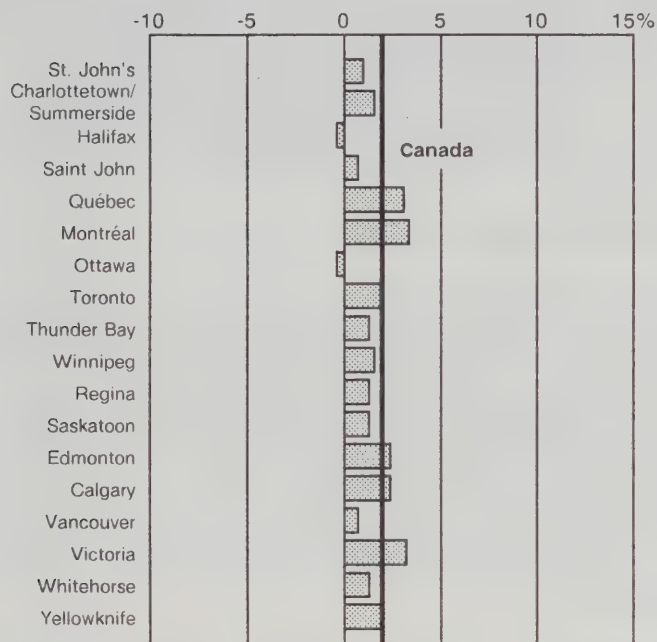 -10 -5 0 5 10 15%
St. John's
Charlottetown/
Summerside
Halifax
Canada
Saint John
Québec
Montréal
Ottawa
Toronto
Thunder Bay
Winnipeg
Regina
Saskatoon
Edmonton
Calgary
Vancouver
Victoria
Whitehorse
Yellowknife